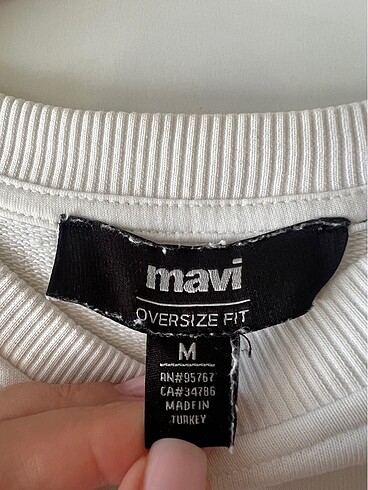 mavi
OVERSIZE FIT
M
RN#95767
CA#34786
MADE IN
TURKEY